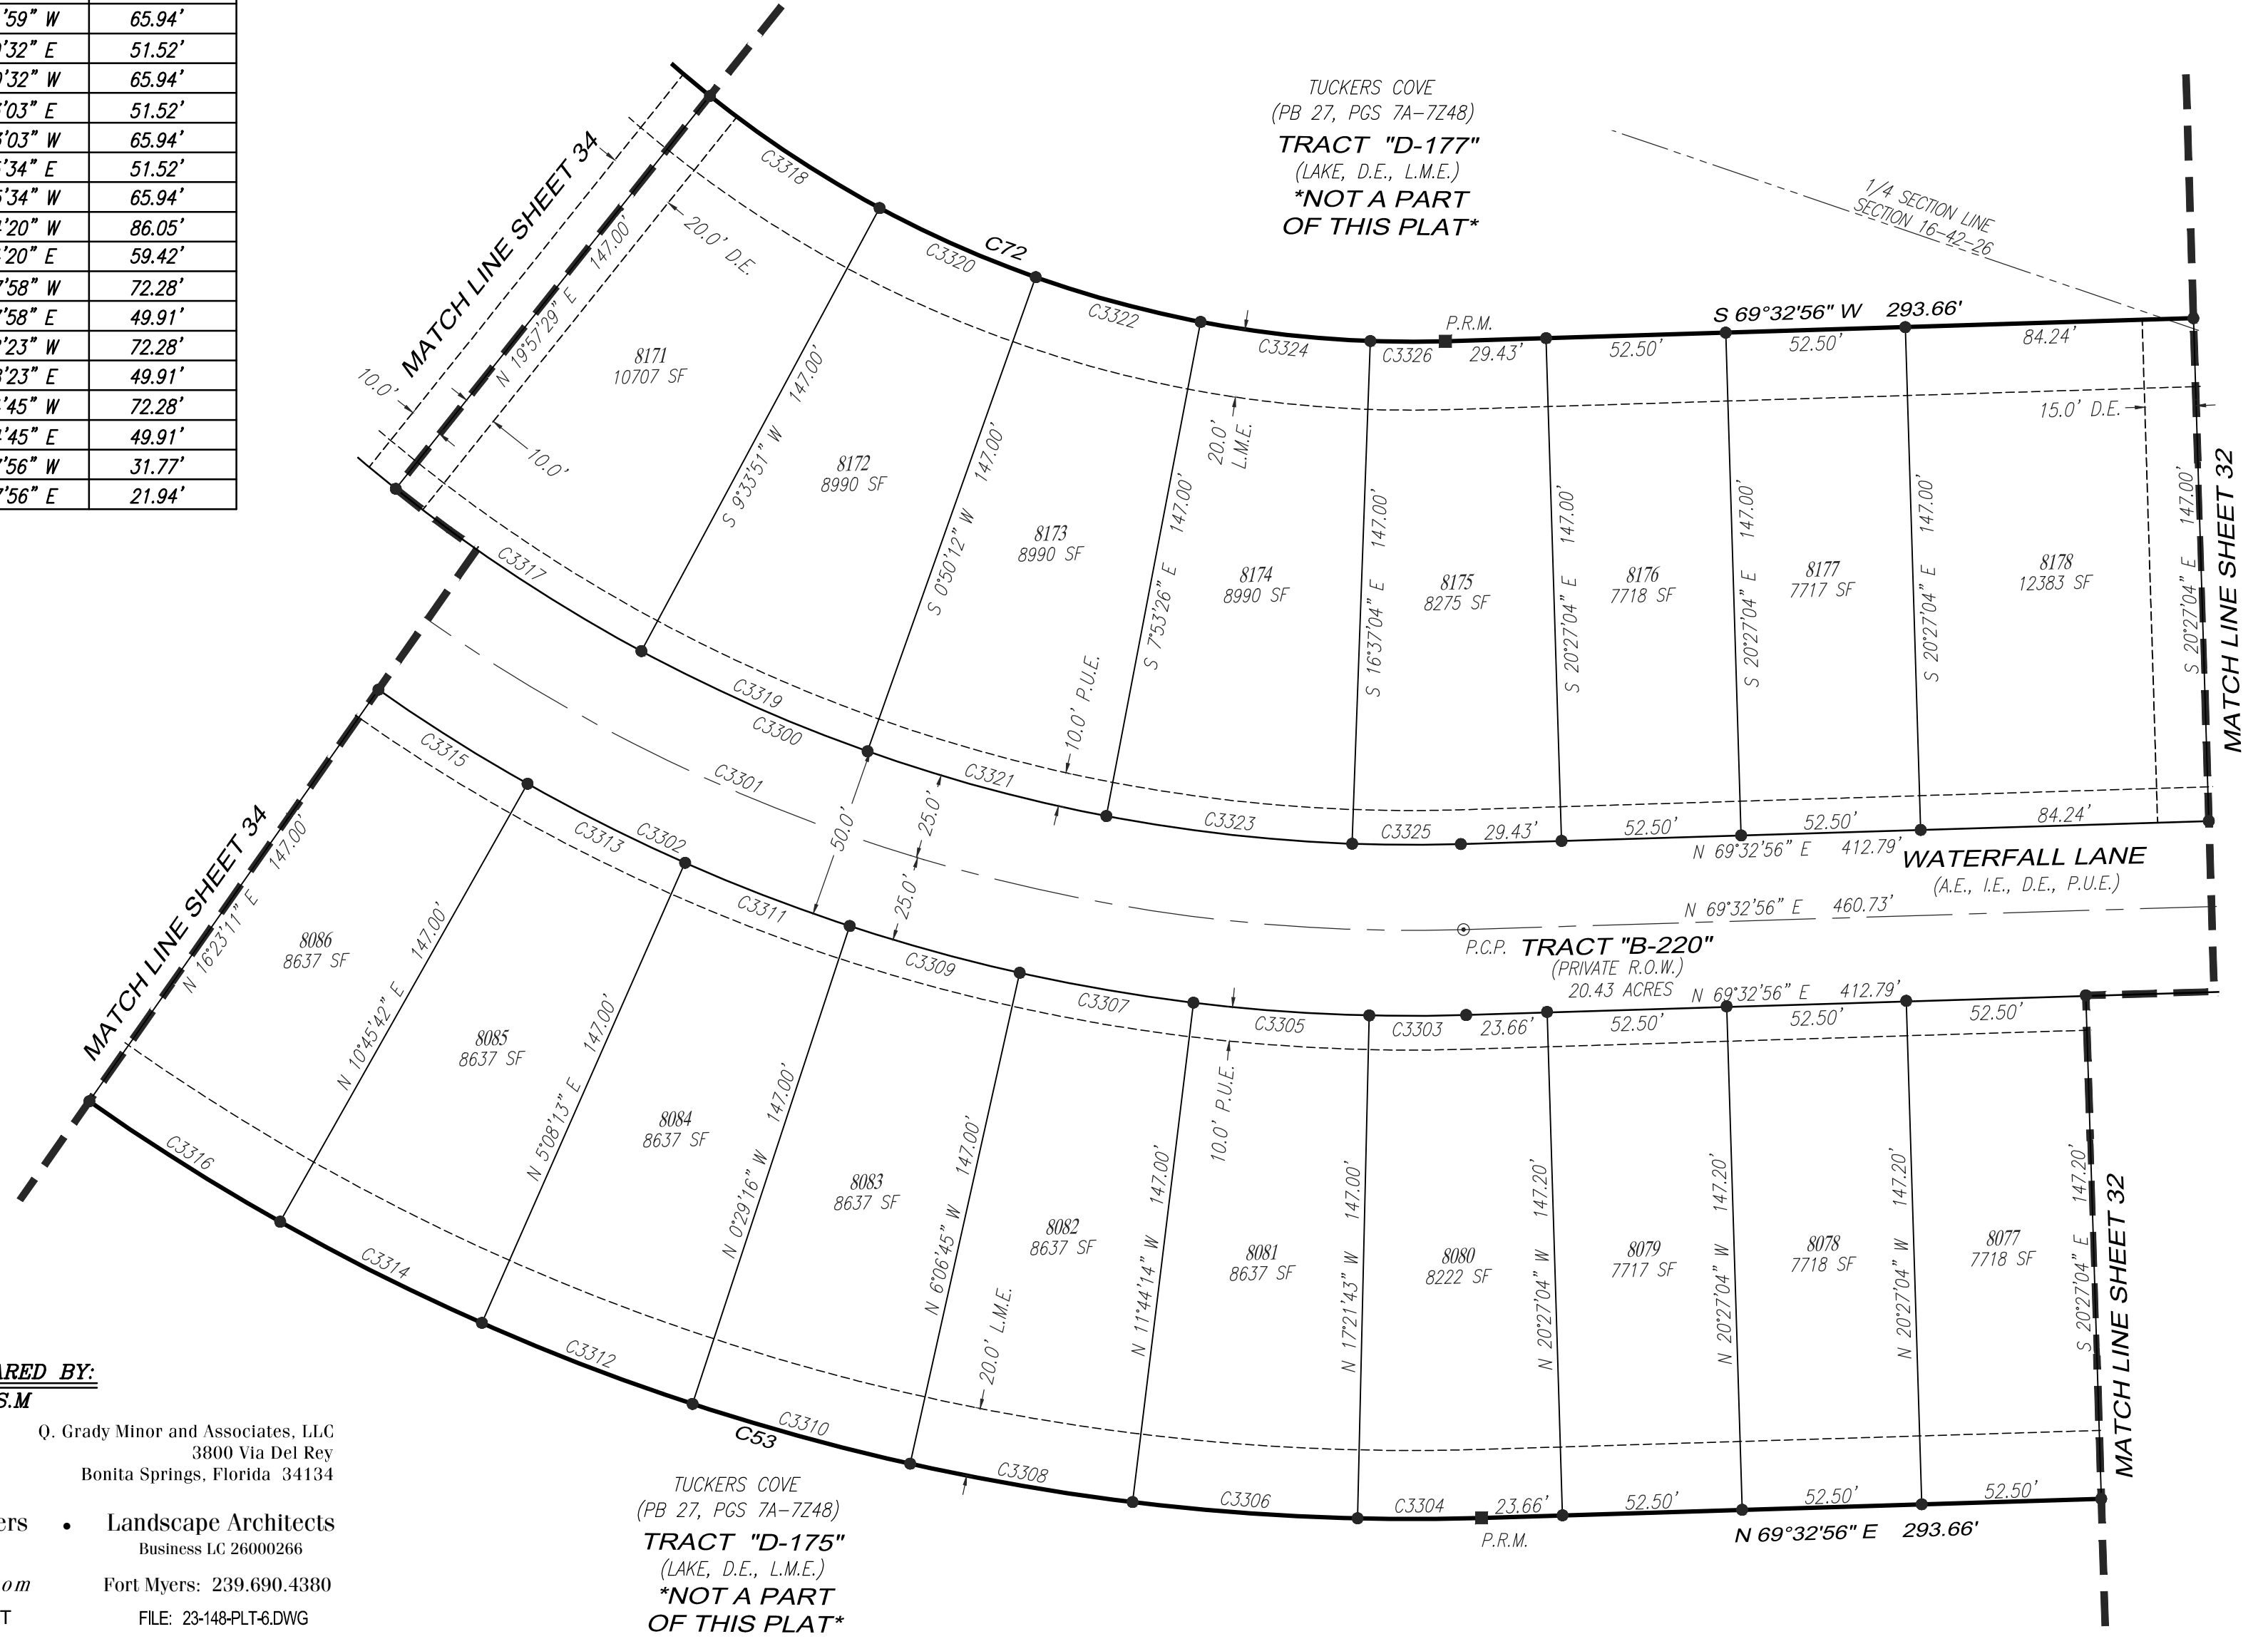 '59" W 65.94'
'32" E 51.52'
'32" W 65.94'
'03" E 51.52'
'03" W 65.94'
'34" E 51.52'
'34" W 65.94'
'20" W 86.05'
'20" E 59.42'
'58" W 72.28'
'58" E 49.91'
'23" W 72.28'
'23" E 49.91'
'45" W 72.28'
'45" E 49.91'
'56" W 31.77'
'56" E 21.94'
TUCKERS COVE
(PB 27, PGS 7A-7Z48)
TRACT "D-177"
(LAKE, D.E., L.M.E.)
*NOT A PART
OF THIS PLAT*
1/4 SECTION LINE
SECTION 16-42-26
MATCH LINE SHEET 34
10.0'
N 19°57'29" E 147.00'
20.0' D.E.
10.0'
C3318
C3320
C72
C3322
C3324
C3326
P.R.M.
29.43'
52.50'
S 69°32'56" W 293.66'
52.50'
84.24'
15.0' D.E.
8171
10707 SF
S 9°33'51" W 147.00'
8172
8990 SF
S 0°50'12" W 147.00'
8173
8990 SF
20.0'
L.M.E.
S 7°53'26" E 147.00'
8174
8990 SF
S 16°37'04" E 147.00'
8175
8275 SF
S 20°27'04" E 147.00'
8176
7718 SF
S 20°27'04" E 147.00'
8177
7717 SF
S 20°27'04" E 147.00'
8178
12383 SF
S 20°27'04" E 147.00'
MATCH LINE SHEET 32
C3317
C3319
C3300
C3321
10.0' P.U.E.
C3323
C3325
29.43'
52.50'
52.50'
84.24'
N 69°32'56" E 412.79'
WATERFALL LANE
(A.E., I.E., D.E., P.U.E.)
C3301
50.0'
25.0'
25.0'
N 69°32'56" E 460.73'
P.C.P.
TRACT "B-220"
(PRIVATE R.O.W.)
20.43 ACRES
N 69°32'56" E 412.79'
C3315
C3313
C3302
C3311
C3309
C3307
C3305
C3303
23.66'
52.50'
52.50'
52.50'
MATCH LINE SHEET 34
N 16°23'11" E 147.00'
8086
8637 SF
N 10°45'42" E 147.00'
8085
8637 SF
N 5°08'13" E 147.00'
8084
8637 SF
N 0°29'16" W 147.00'
8083
8637 SF
N 6°06'45" W 147.00'
8082
8637 SF
N 11°44'14" W 147.00'
10.0' P.U.E.
8081
8637 SF
N 17°21'43" W 147.00'
8080
8222 SF
N 20°27'04" W 147.20'
8079
7717 SF
N 20°27'04" W 147.20'
8078
7718 SF
N 20°27'04" W 147.20'
8077
7718 SF
S 20°27'04" E 147.20'
MATCH LINE SHEET 32
20.0' L.M.E.
C3316
C3314
C3312
C3310
C53
C3308
C3306
C3304
23.66'
P.R.M.
52.50'
52.50'
52.50'
N 69°32'56" E 293.66'
TUCKERS COVE
(PB 27, PGS 7A-7Z48)
TRACT "D-175"
(LAKE, D.E., L.M.E.)
*NOT A PART
OF THIS PLAT*
ARED BY:
S.M
Q. Grady Minor and Associates, LLC
3800 Via Del Rey
Bonita Springs, Florida 34134
ers • Landscape Architects
Business LC 26000266
om Fort Myers: 239.690.4380
T FILE: 23-148-PLT-6.DWG